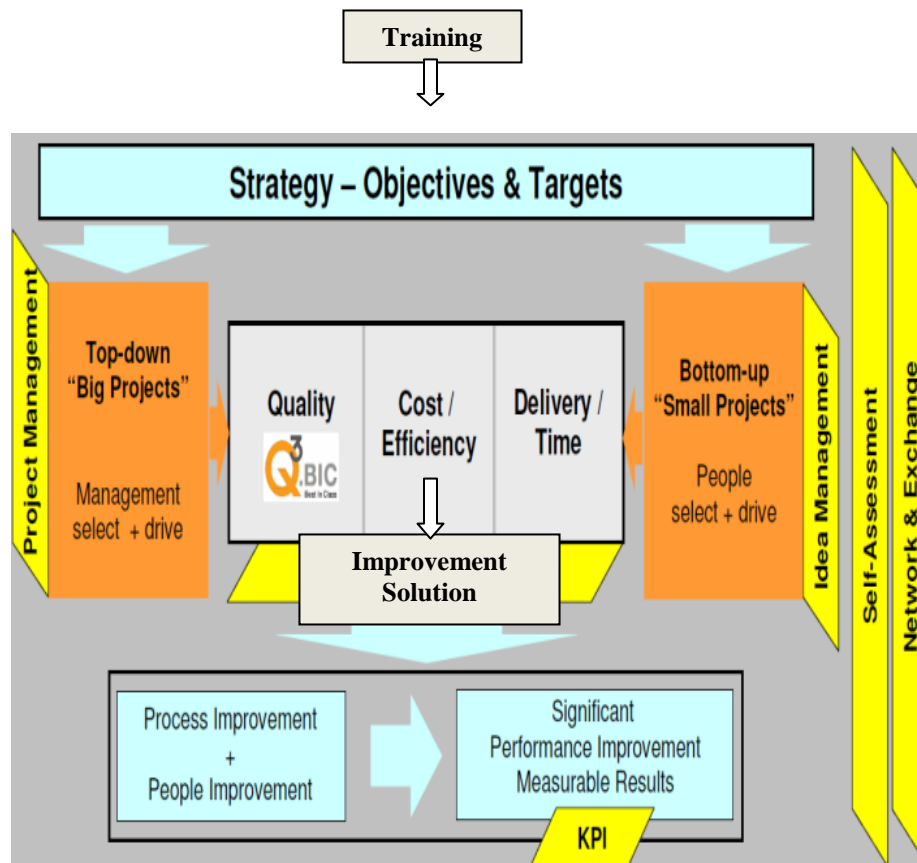 Training
Strategy – Objectives & Targets
Project Management
Top-down
“Big Projects”
Management
select + drive
Quality
Q3.BIC
Best in Class
Cost /
Efficiency
Delivery /
Time
Bottom-up
“Small Projects”
People
select + drive
Idea Management
Self-Assessment
Network & Exchange
Improvement
Solution
Process Improvement
+
People Improvement
Significant
Performance Improvement
Measurable Results
KPI